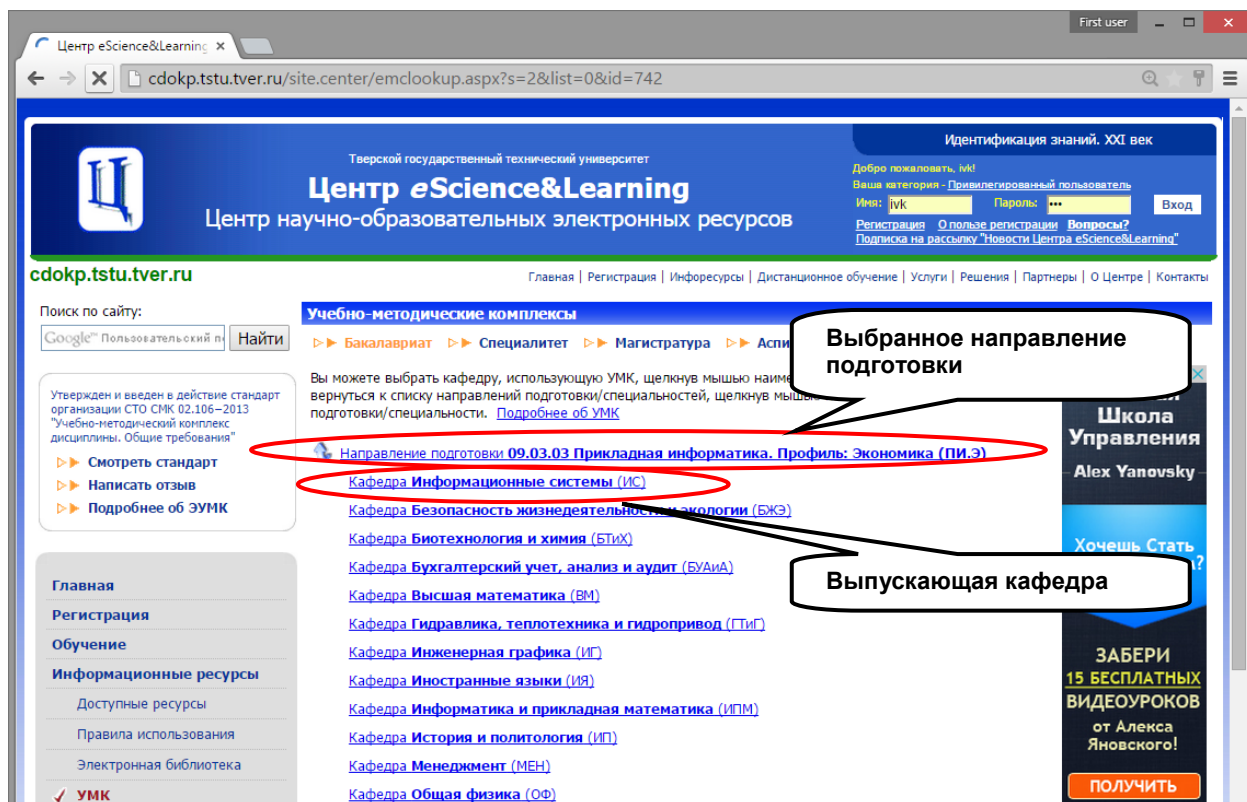 First user
Центр eScience&Learning
cdokp.tstu.tver.ru/site.center/emclookup.aspx?s=2&list=0&id=742
Идентификация знаний. XXI век
Тверской государственный технический университет
Центр eScience&Learning
Центр научно-образовательных электронных ресурсов
Ц
Добро пожаловать, ivk!
Ваша категория - Привилегированный пользователь
Имя: ivk Пароль: ••• Вход
Регистрация О пользе регистрации Вопросы?
Подписка на рассылку "Новости Центра eScience&Learning"
cdokp.tstu.tver.ru
Главная | Регистрация | Инфоресурсы | Дистанционное обучение | Услуги | Решения | Партнеры | О Центре | Контакты
Поиск по сайту:
Google™ Пользовательский п Найти
Утвержден и введен в действие стандарт
организации СТО СМК 02.106–2013
"Учебно-методический комплекс
дисциплины. Общие требования"
Смотреть стандарт
Написать отзыв
Подробнее об ЭУМК
Главная
Регистрация
Обучение
Информационные ресурсы
Доступные ресурсы
Правила использования
Электронная библиотека
УМК
Учебно-методические комплексы
Бакалавриат Специалитет Магистратура Аспи
Вы можете выбрать кафедру, использующую УМК, щелкнув мышью наиме
вернуться к списку направлений подготовки/специальностей, щелкнув мыш
подготовки/специальности. Подробнее об УМК
Направление подготовки 09.03.03 Прикладная информатика. Профиль: Экономика (ПИ.Э)
Кафедра Информационные системы (ИС)
Кафедра Безопасность жизнедеятельности и экологии (БЖЭ)
Кафедра Биотехнология и химия (БТиХ)
Кафедра Бухгалтерский учет, анализ и аудит (БУАиА)
Кафедра Высшая математика (ВМ)
Кафедра Гидравлика, теплотехника и гидропривод (ГТиГ)
Кафедра Инженерная графика (ИГ)
Кафедра Иностранные языки (ИЯ)
Кафедра Информатика и прикладная математика (ИПМ)
Кафедра История и политология (ИП)
Кафедра Менеджмент (МЕН)
Кафедра Общая физика (ОФ)
Выбранное направление
подготовки
Выпускающая кафедра
Школа
Управления
Alex Yanovsky
Хочешь Стать
?
ЗАБЕРИ
15 БЕСПЛАТНЫХ
ВИДЕОУРОКОВ
от Алекса
Яновского!
ПОЛУЧИТЬ